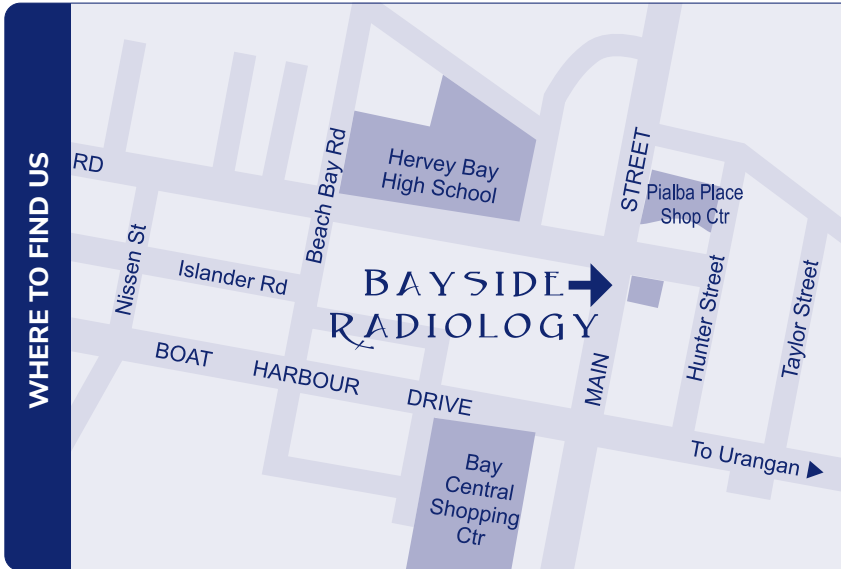 WHERE TO FIND US
RD
Beach Bay Rd
Hervey Bay
High School
STREET
Pialba Place
Shop Ctr
Nissen St
Islander Rd
BAYSIDE
RADIOLOGY
Hunter Street
Taylor Street
BOAT HARBOUR DRIVE
MAIN
To Urangan
Bay
Central
Shopping
Ctr